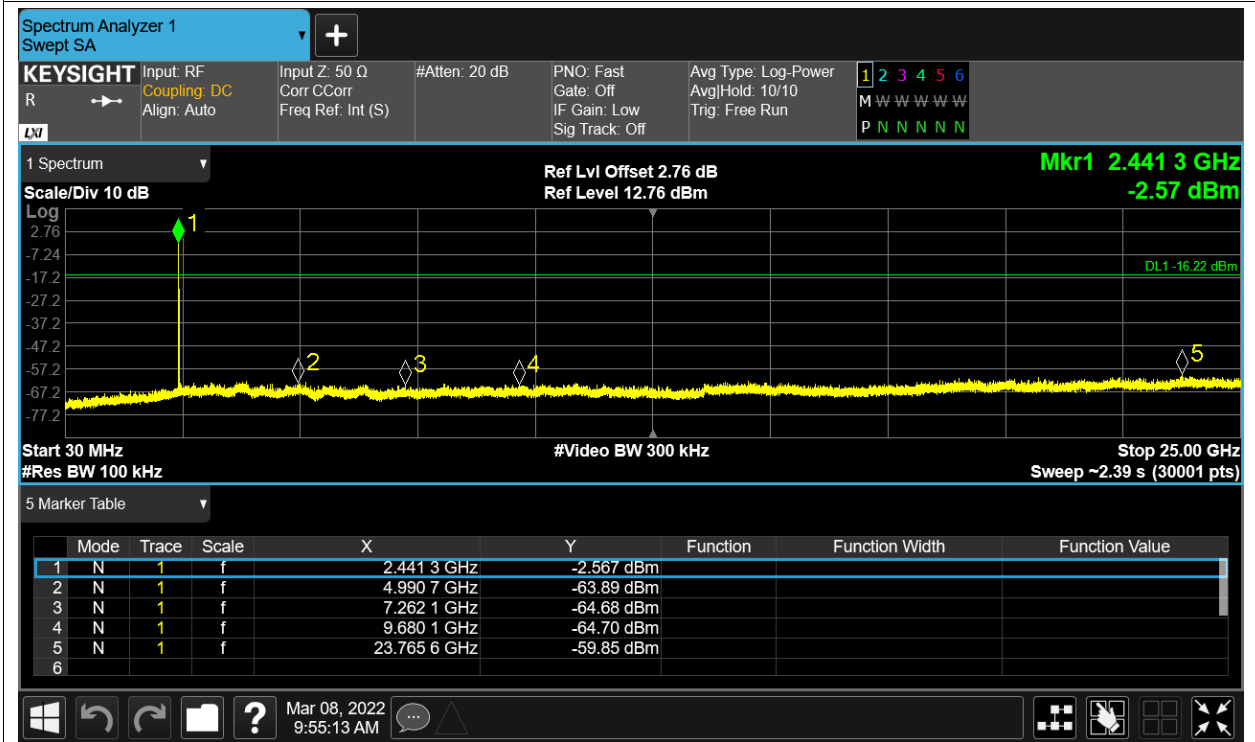 Spectrum Analyzer 1
Swept SA
+
KEYSIGHT
R
LXI
Input: RF
Coupling: DC
Align: Auto
Input Z: 50 Ω
Corr CCorr
Freq Ref: Int (S)
#Atten: 20 dB
PNO: Fast
Gate: Off
IF Gain: Low
Sig Track: Off
Avg Type: Log-Power
Avg|Hold: 10/10
Trig: Free Run
1 2 3 4 5 6
M W W W W W
P N N N N N
1 Spectrum
Scale/Div 10 dB
Ref Lvl Offset 2.76 dB
Ref Level 12.76 dBm
Mkr1 2.441 3 GHz
-2.57 dBm
Log
2.76
-7.24
-17.2
-27.2
-37.2
-47.2
-57.2
-67.2
-77.2
1
DL1 -16.22 dBm
2
3
4
5
Start 30 MHz
#Video BW 300 kHz
Stop 25.00 GHz
#Res BW 100 kHz
Sweep ~2.39 s (30001 pts)
5 Marker Table
Mode Trace Scale X Y Function Function Width Function Value
1 N 1 f 2.441 3 GHz -2.567 dBm
2 N 1 f 4.990 7 GHz -63.89 dBm
3 N 1 f 7.262 1 GHz -64.68 dBm
4 N 1 f 9.680 1 GHz -64.70 dBm
5 N 1 f 23.765 6 GHz -59.85 dBm
6
?
Mar 08, 2022
9:55:13 AM